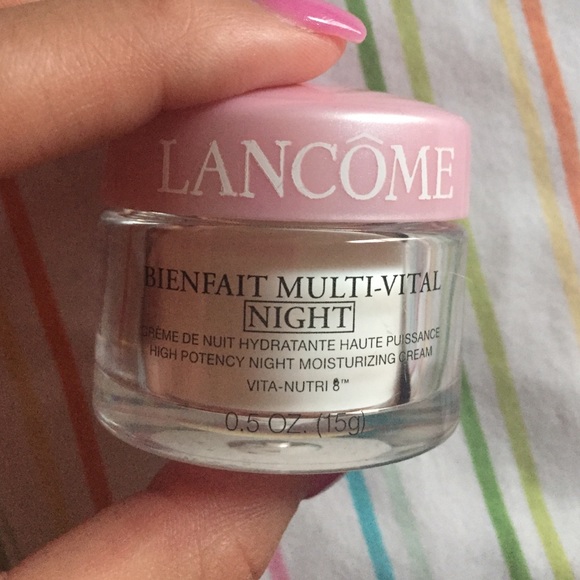 LANCÔME
BIENFAIT MULTI-VITAL
NIGHT
CRÈME DE NUIT HYDRATANTE HAUTE PUISSANCE
HIGH POTENCY NIGHT MOISTURIZING CREAM
VITA-NUTRI 8™
0.5 OZ. (15g)